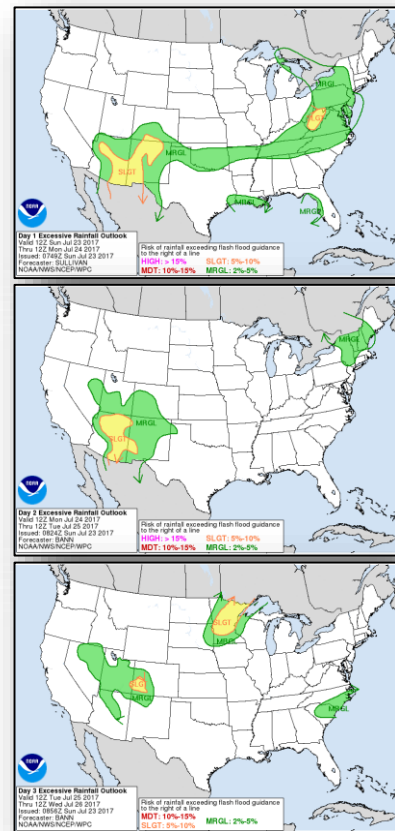 MRGL
SLGT
MRGL
SLGT
MRGL
MRGL
NOAA
Day 1 Excessive Rainfall Outlook
Valid 12Z Sun Jul 23 2017
Thru 12Z Mon Jul 24 2017
Issued: 0749Z Sun Jul 23 2017
Forecaster: SULLIVAN
NOAA/NWS/NCEP/WPC
Risk of rainfall exceeding flash flood guidance
to the right of a line
HIGH: > 15% SLGT: 5%-10%
MDT: 10%-15% MRGL: 2%-5%
MRGL
MRGL
SLGT
NOAA
Day 2 Excessive Rainfall Outlook
Valid 12Z Mon Jul 24 2017
Thru 12Z Tue Jul 25 2017
Issued: 0824Z Sun Jul 23 2017
Forecaster: BANN
NOAA/NWS/NCEP/WPC
Risk of rainfall exceeding flash flood guidance
to the right of a line
HIGH: > 15% SLGT: 5%-10%
MDT: 10%-15% MRGL: 2%-5%
SLGT
MRGL
SLGT
MRGL
MRGL
NOAA
Day 3 Excessive Rainfall Outlook
Valid 12Z Tue Jul 25 2017
Thru 12Z Wed Jul 26 2017
Issued: 0856Z Sun Jul 23 2017
Forecaster: BANN
NOAA/NWS/NCEP/WPC
Risk of rainfall exceeding flash flood guidance
to the right of a line
MDT: 10%-15% MRGL: 2%-5%
SLGT: 5%-10%